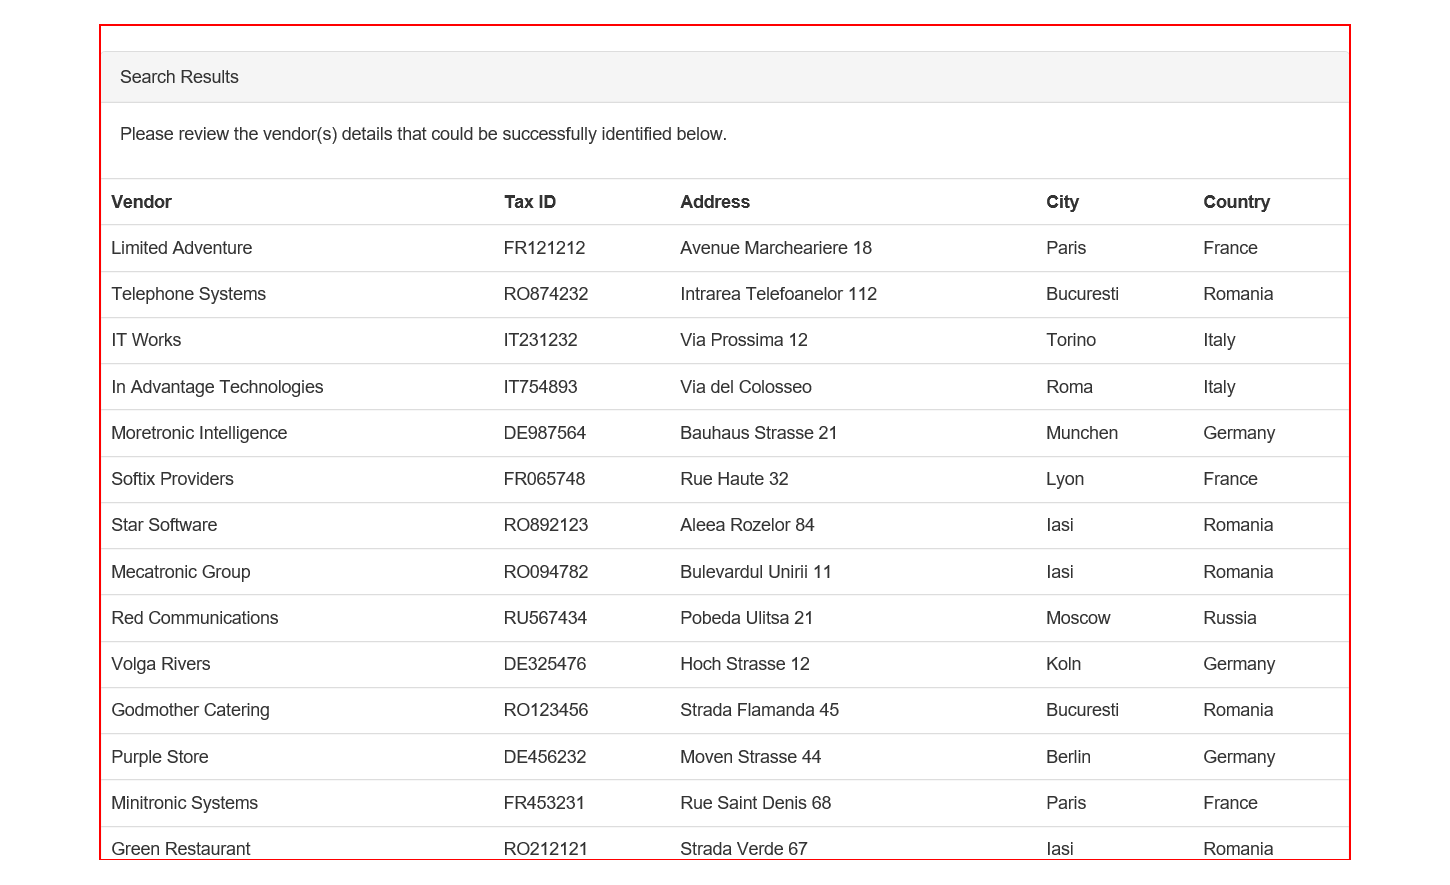 Search Results
Please review the vendor(s) details that could be successfully identified below.
Vendor Tax ID Address City Country
Limited Adventure FR121212 Avenue Marcheariere 18 Paris France
Telephone Systems RO874232 Intrarea Telefoanelor 112 Bucuresti Romania
IT Works IT231232 Via Prossima 12 Torino Italy
In Advantage Technologies IT754893 Via del Colosseo Roma Italy
Moretronic Intelligence DE987564 Bauhaus Strasse 21 Munchen Germany
Softix Providers FR065748 Rue Haute 32 Lyon France
Star Software RO892123 Aleea Rozelor 84 Iasi Romania
Mecatronic Group RO094782 Bulevardul Unirii 11 Iasi Romania
Red Communications RU567434 Pobeda Ulitsa 21 Moscow Russia
Volga Rivers DE325476 Hoch Strasse 12 Koln Germany
Godmother Catering RO123456 Strada Flamanda 45 Bucuresti Romania
Purple Store DE456232 Moven Strasse 44 Berlin Germany
Minitronic Systems FR453231 Rue Saint Denis 68 Paris France
Green Restaurant RO212121 Strada Verde 67 Iasi Romania